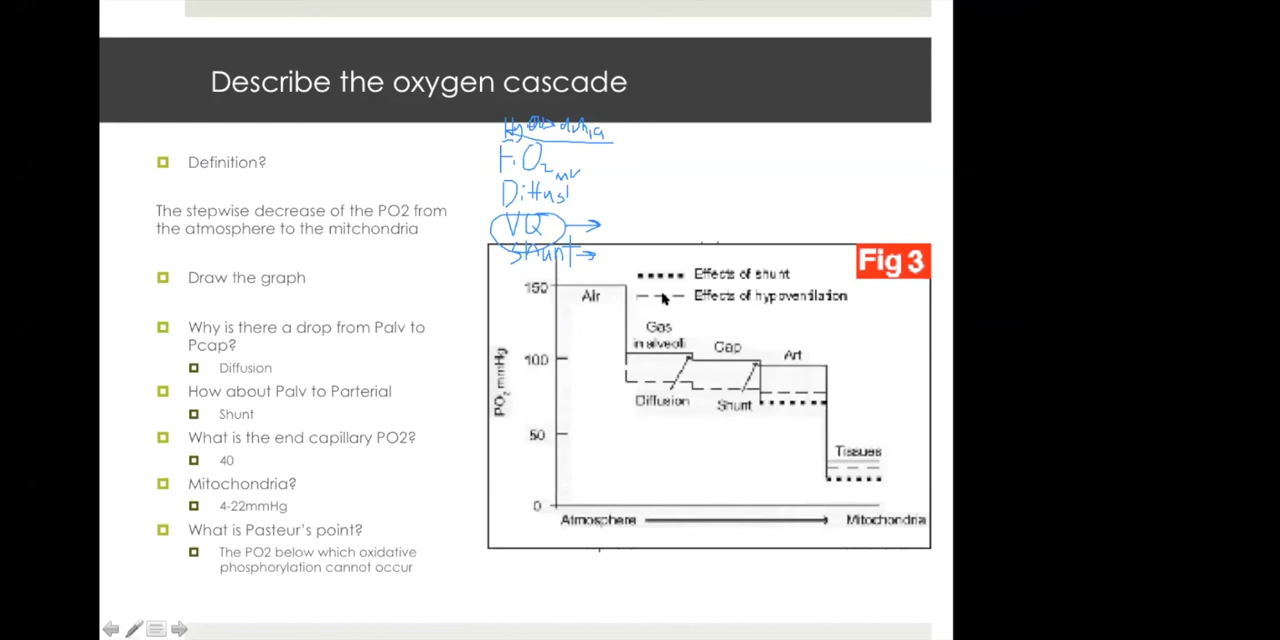 Describe the oxygen cascade
Definition?
The stepwise decrease of the PO2 from
the atmosphere to the mitchondria
Draw the graph
Why is there a drop from Palv to
Pcap?
Diffusion
How about Palv to Parterial
Shunt
What is the end capillary PO2?
40
Mitochondria?
4-22mmHg
What is Pasteur's point?
The PO2 below which oxidative
phosphorylation cannot occur
FiO2
MV
Diffusi
VQ
Shunt
Fig 3
Effects of shunt
Effects of hypoventilation
150
100
50
0
PO2 mmHg
Air
Gas
in alveoli
Cap
Art
Diffusion
Shunt
Tissues
Atmosphere
Mitochondria